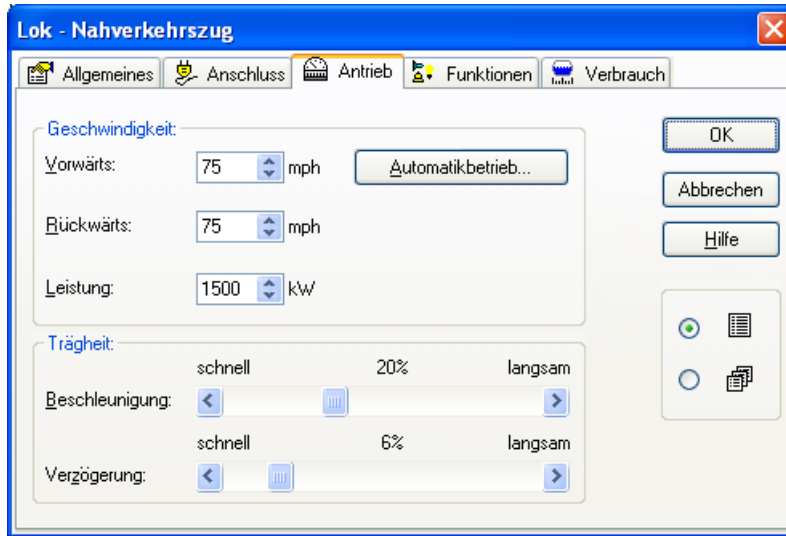 Lok - Nahverkehrszug
Allgemeines Anschluss Antrieb Funktionen Verbrauch
Geschwindigkeit:
Vorwärts: 75 mph Automatikbetrieb...
Rückwärts: 75 mph
Leistung: 1500 kW
OK
Abbrechen
Hilfe
Trägheit:
schnell 20% langsam
Beschleunigung:
schnell 6% langsam
Verzögerung: